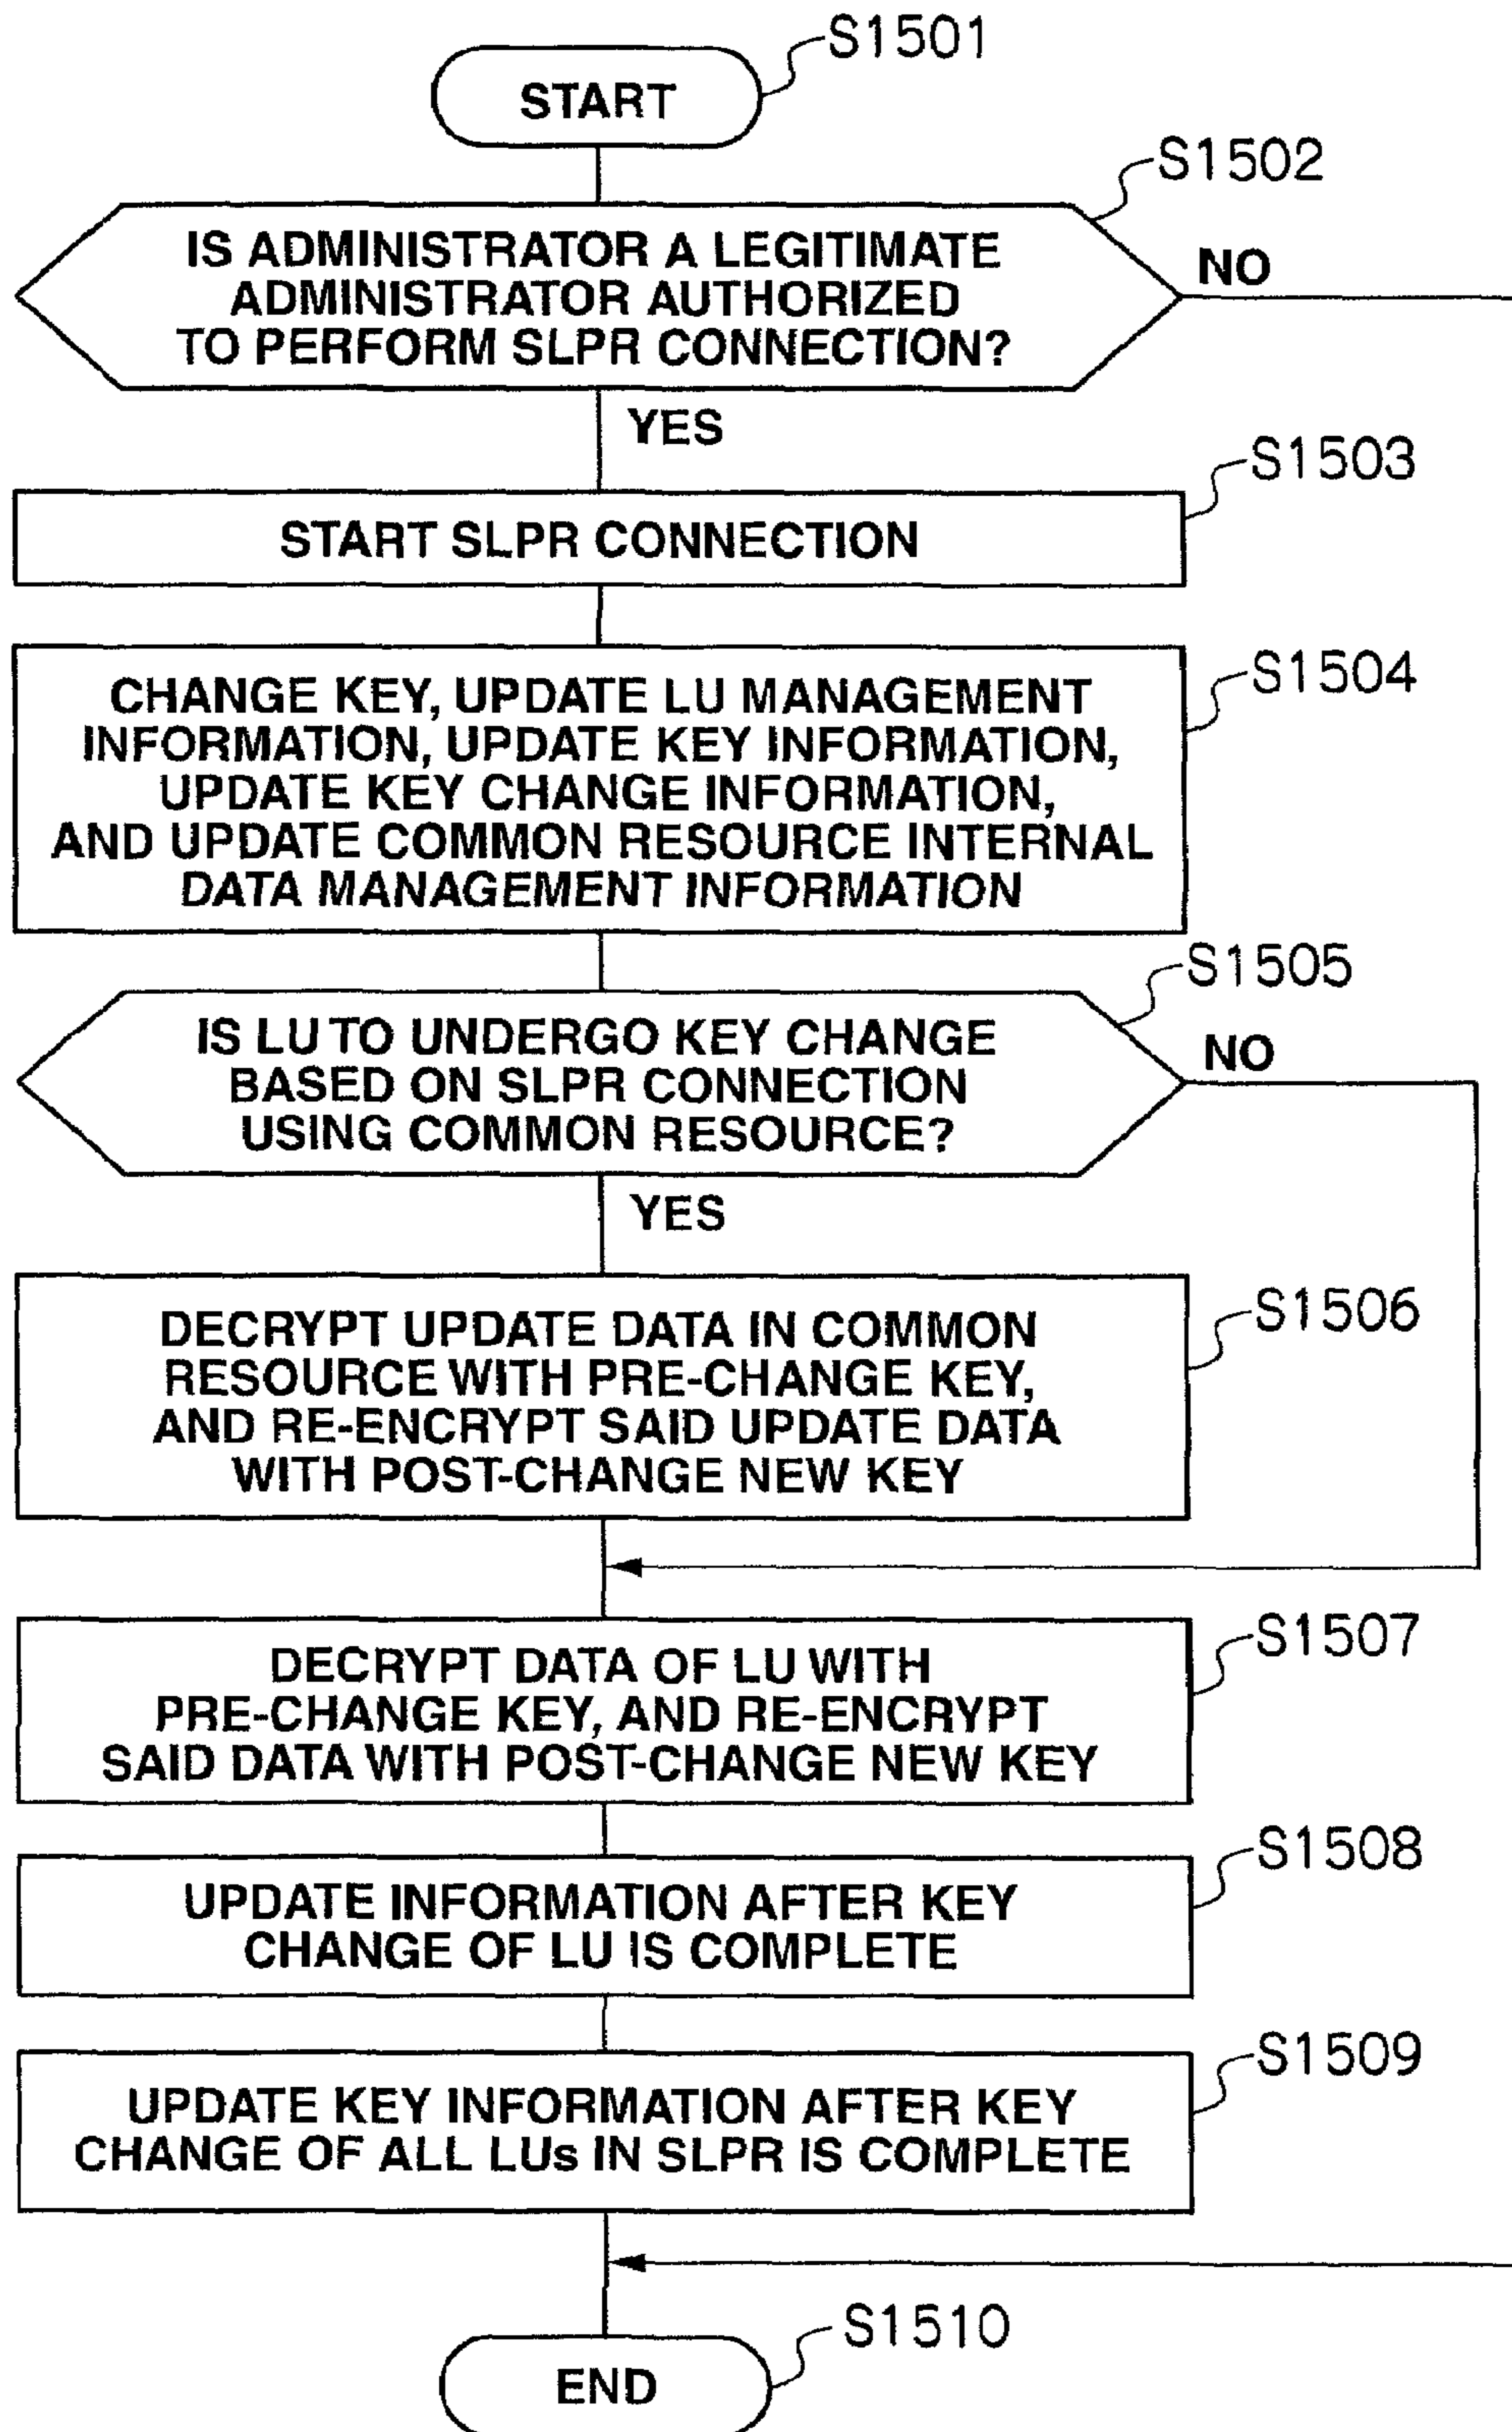 S1501
START
S1502
IS ADMINISTRATOR A LEGITIMATE
ADMINISTRATOR AUTHORIZED
TO PERFORM SLPR CONNECTION?
NO
YES
S1503
START SLPR CONNECTION
S1504
CHANGE KEY, UPDATE LU MANAGEMENT
INFORMATION, UPDATE KEY INFORMATION,
UPDATE KEY CHANGE INFORMATION,
AND UPDATE COMMON RESOURCE INTERNAL
DATA MANAGEMENT INFORMATION
S1505
IS LU TO UNDERGO KEY CHANGE
BASED ON SLPR CONNECTION
USING COMMON RESOURCE?
NO
YES
S1506
DECRYPT UPDATE DATA IN COMMON
RESOURCE WITH PRE-CHANGE KEY,
AND RE-ENCRYPT SAID UPDATE DATA
WITH POST-CHANGE NEW KEY
S1507
DECRYPT DATA OF LU WITH
PRE-CHANGE KEY, AND RE-ENCRYPT
SAID DATA WITH POST-CHANGE NEW KEY
S1508
UPDATE INFORMATION AFTER KEY
CHANGE OF LU IS COMPLETE
S1509
UPDATE KEY INFORMATION AFTER KEY
CHANGE OF ALL LUs IN SLPR IS COMPLETE
S1510
END